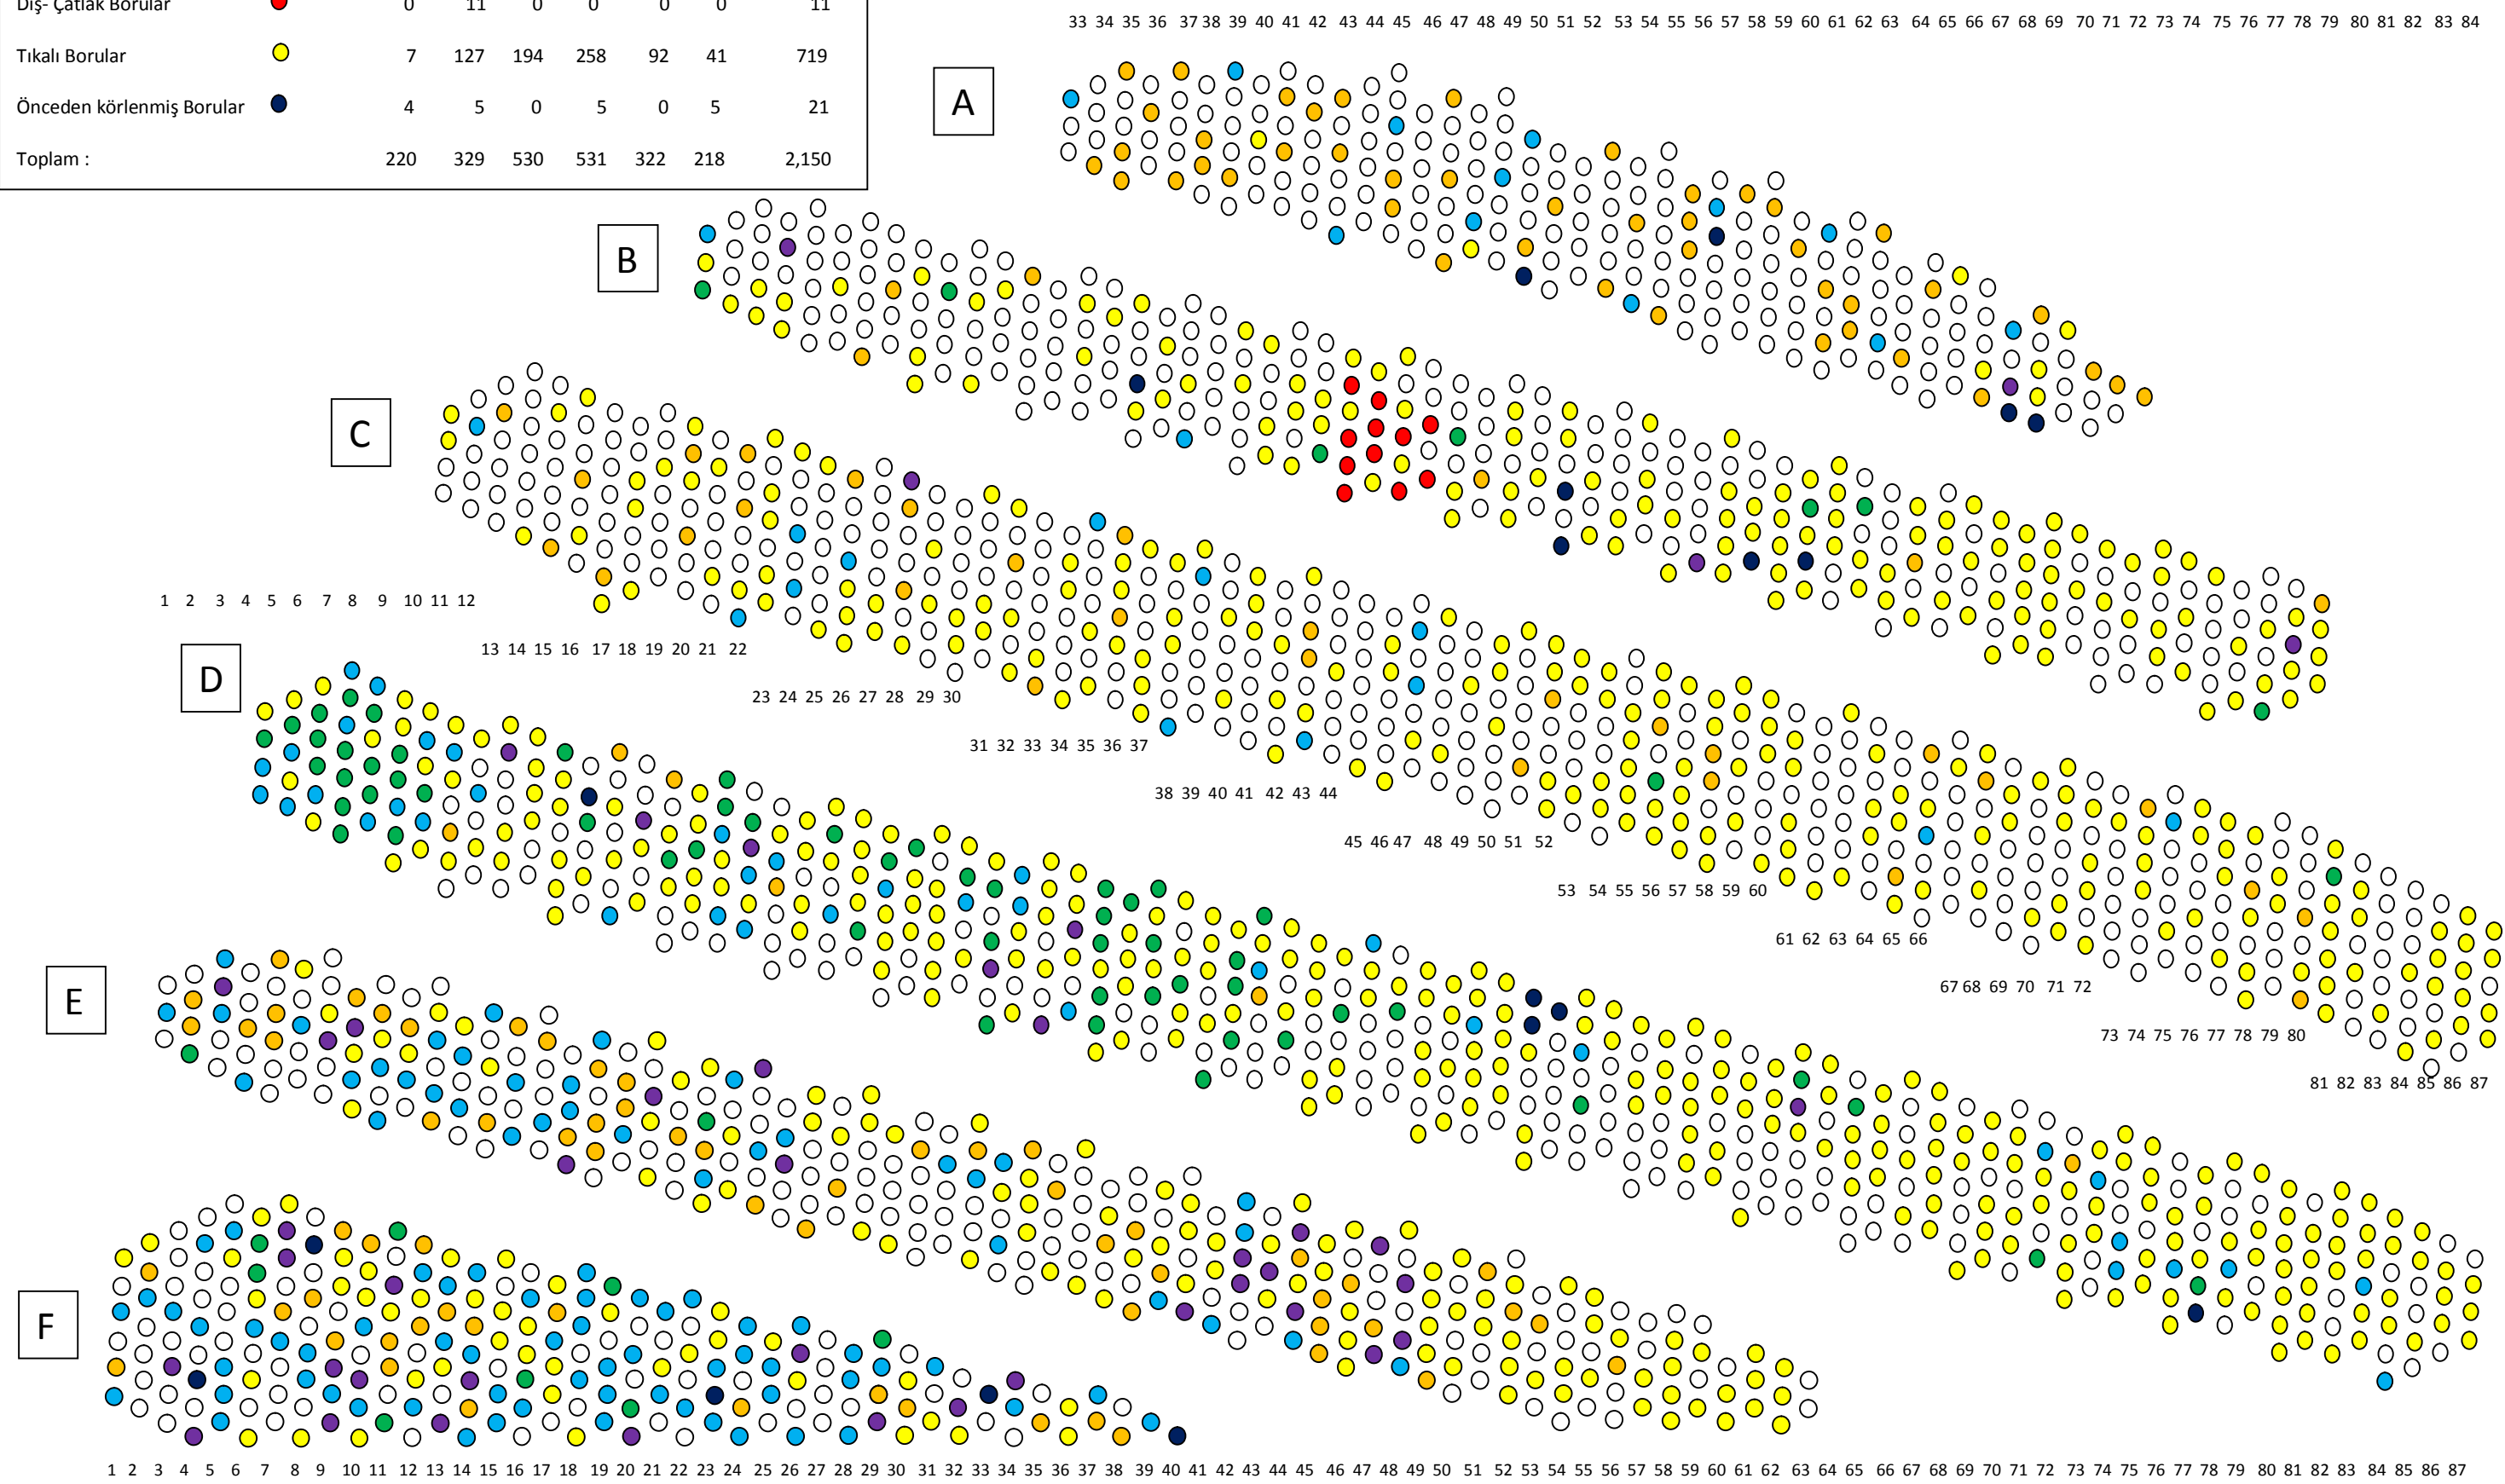 Dış- Çatlak Borular 0 11 0 0 0 0 11
Tıkalı Borular 7 127 194 258 92 41 719
Önceden körlenmiş Borular 4 5 0 5 0 5 21
Toplam : 220 329 530 531 322 218 2,150
33 34 35 36 37 38 39 40 41 42 43 44 45 46 47 48 49 50 51 52 53 54 55 56 57 58 59 60 61 62 63 64 65 66 67 68 69 70 71 72 73 74 75 76 77 78 79 80 81 82 83 84
A
B
C
1 2 3 4 5 6 7 8 9 10 11 12
13 14 15 16 17 18 19 20 21 22
D
23 24 25 26 27 28 29 30
31 32 33 34 35 36 37
38 39 40 41 42 43 44
45 46 47 48 49 50 51 52
53 54 55 56 57 58 59 60
61 62 63 64 65 66
E
67 68 69 70 71 72
73 74 75 76 77 78 79 80
81 82 83 84 85 86 87
F
1 2 3 4 5 6 7 8 9 10 11 12 13 14 15 16 17 18 19 20 21 22 23 24 25 26 27 28 29 30 31 32 33 34 35 36 37 38 39 40 41 42 43 44 45 46 47 48 49 50 51 52 53 54 55 56 57 58 59 60 61 62 63 64 65 66 67 68 69 70 71 72 73 74 75 76 77 78 79 80 81 82 83 84 85 86 87